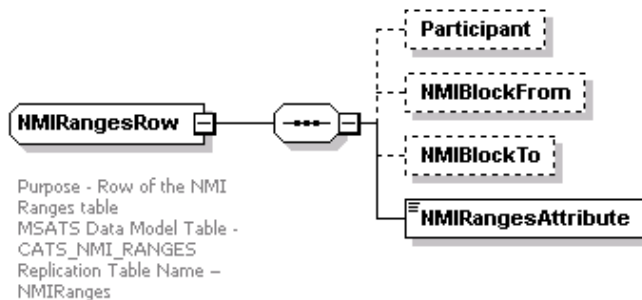 Participant
NMIBlockFrom
NMIRangesRow
NMIBlockTo
NMIRangesAttribute
Purpose - Row of the NMI
Ranges table
MSATS Data Model Table -
CATS_NMI_RANGES
Replication Table Name –
NMIRanges